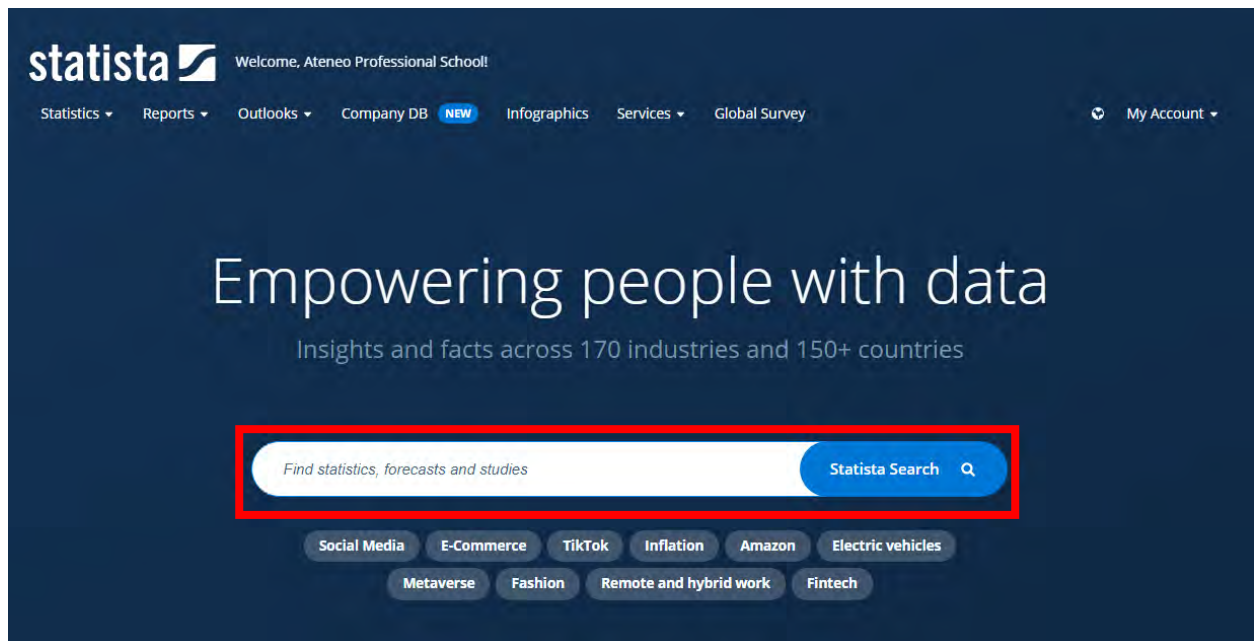 statista Welcome, Ateneo Professional School!
Statistics Reports Outlooks Company DB NEW Infographics Services Global Survey My Account
Empowering people with data
Insights and facts across 170 industries and 150+ countries
Find statistics, forecasts and studies Statista Search
Social Media E-Commerce TikTok Inflation Amazon Electric vehicles
Metaverse Fashion Remote and hybrid work Fintech